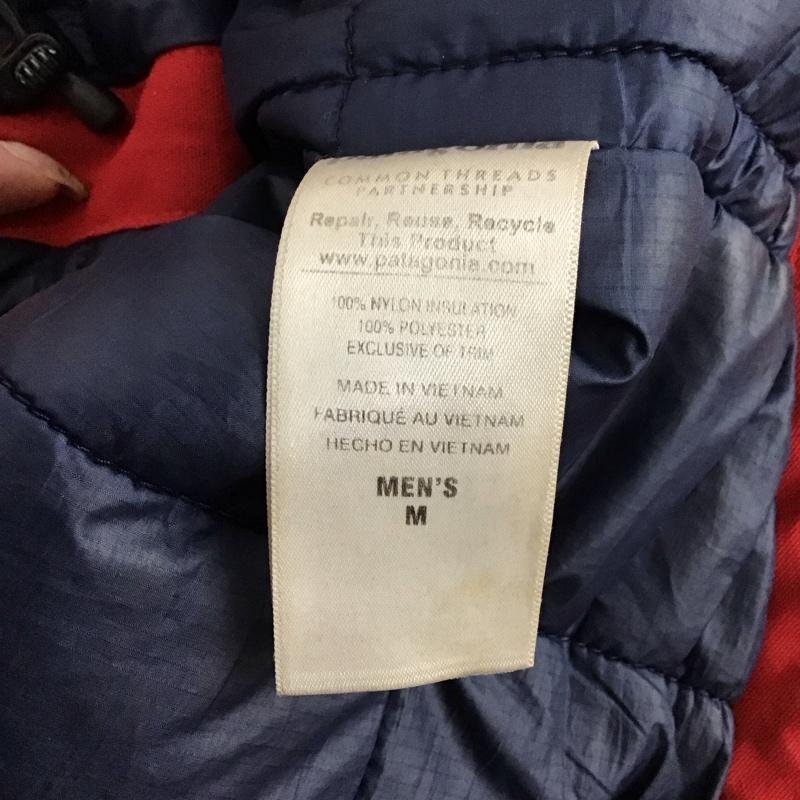 COMMON THREADS
PARTNERSHIP
Repair, Reuse, Recycle
This Product
www.patagonia.com
100% NYLON INSULATION
100% POLYESTER
EXCLUSIVE OF TRIM
MADE IN VIETNAM
FABRIQUÉ AU VIETNAM
HECHO EN VIETNAM
MEN'S
M